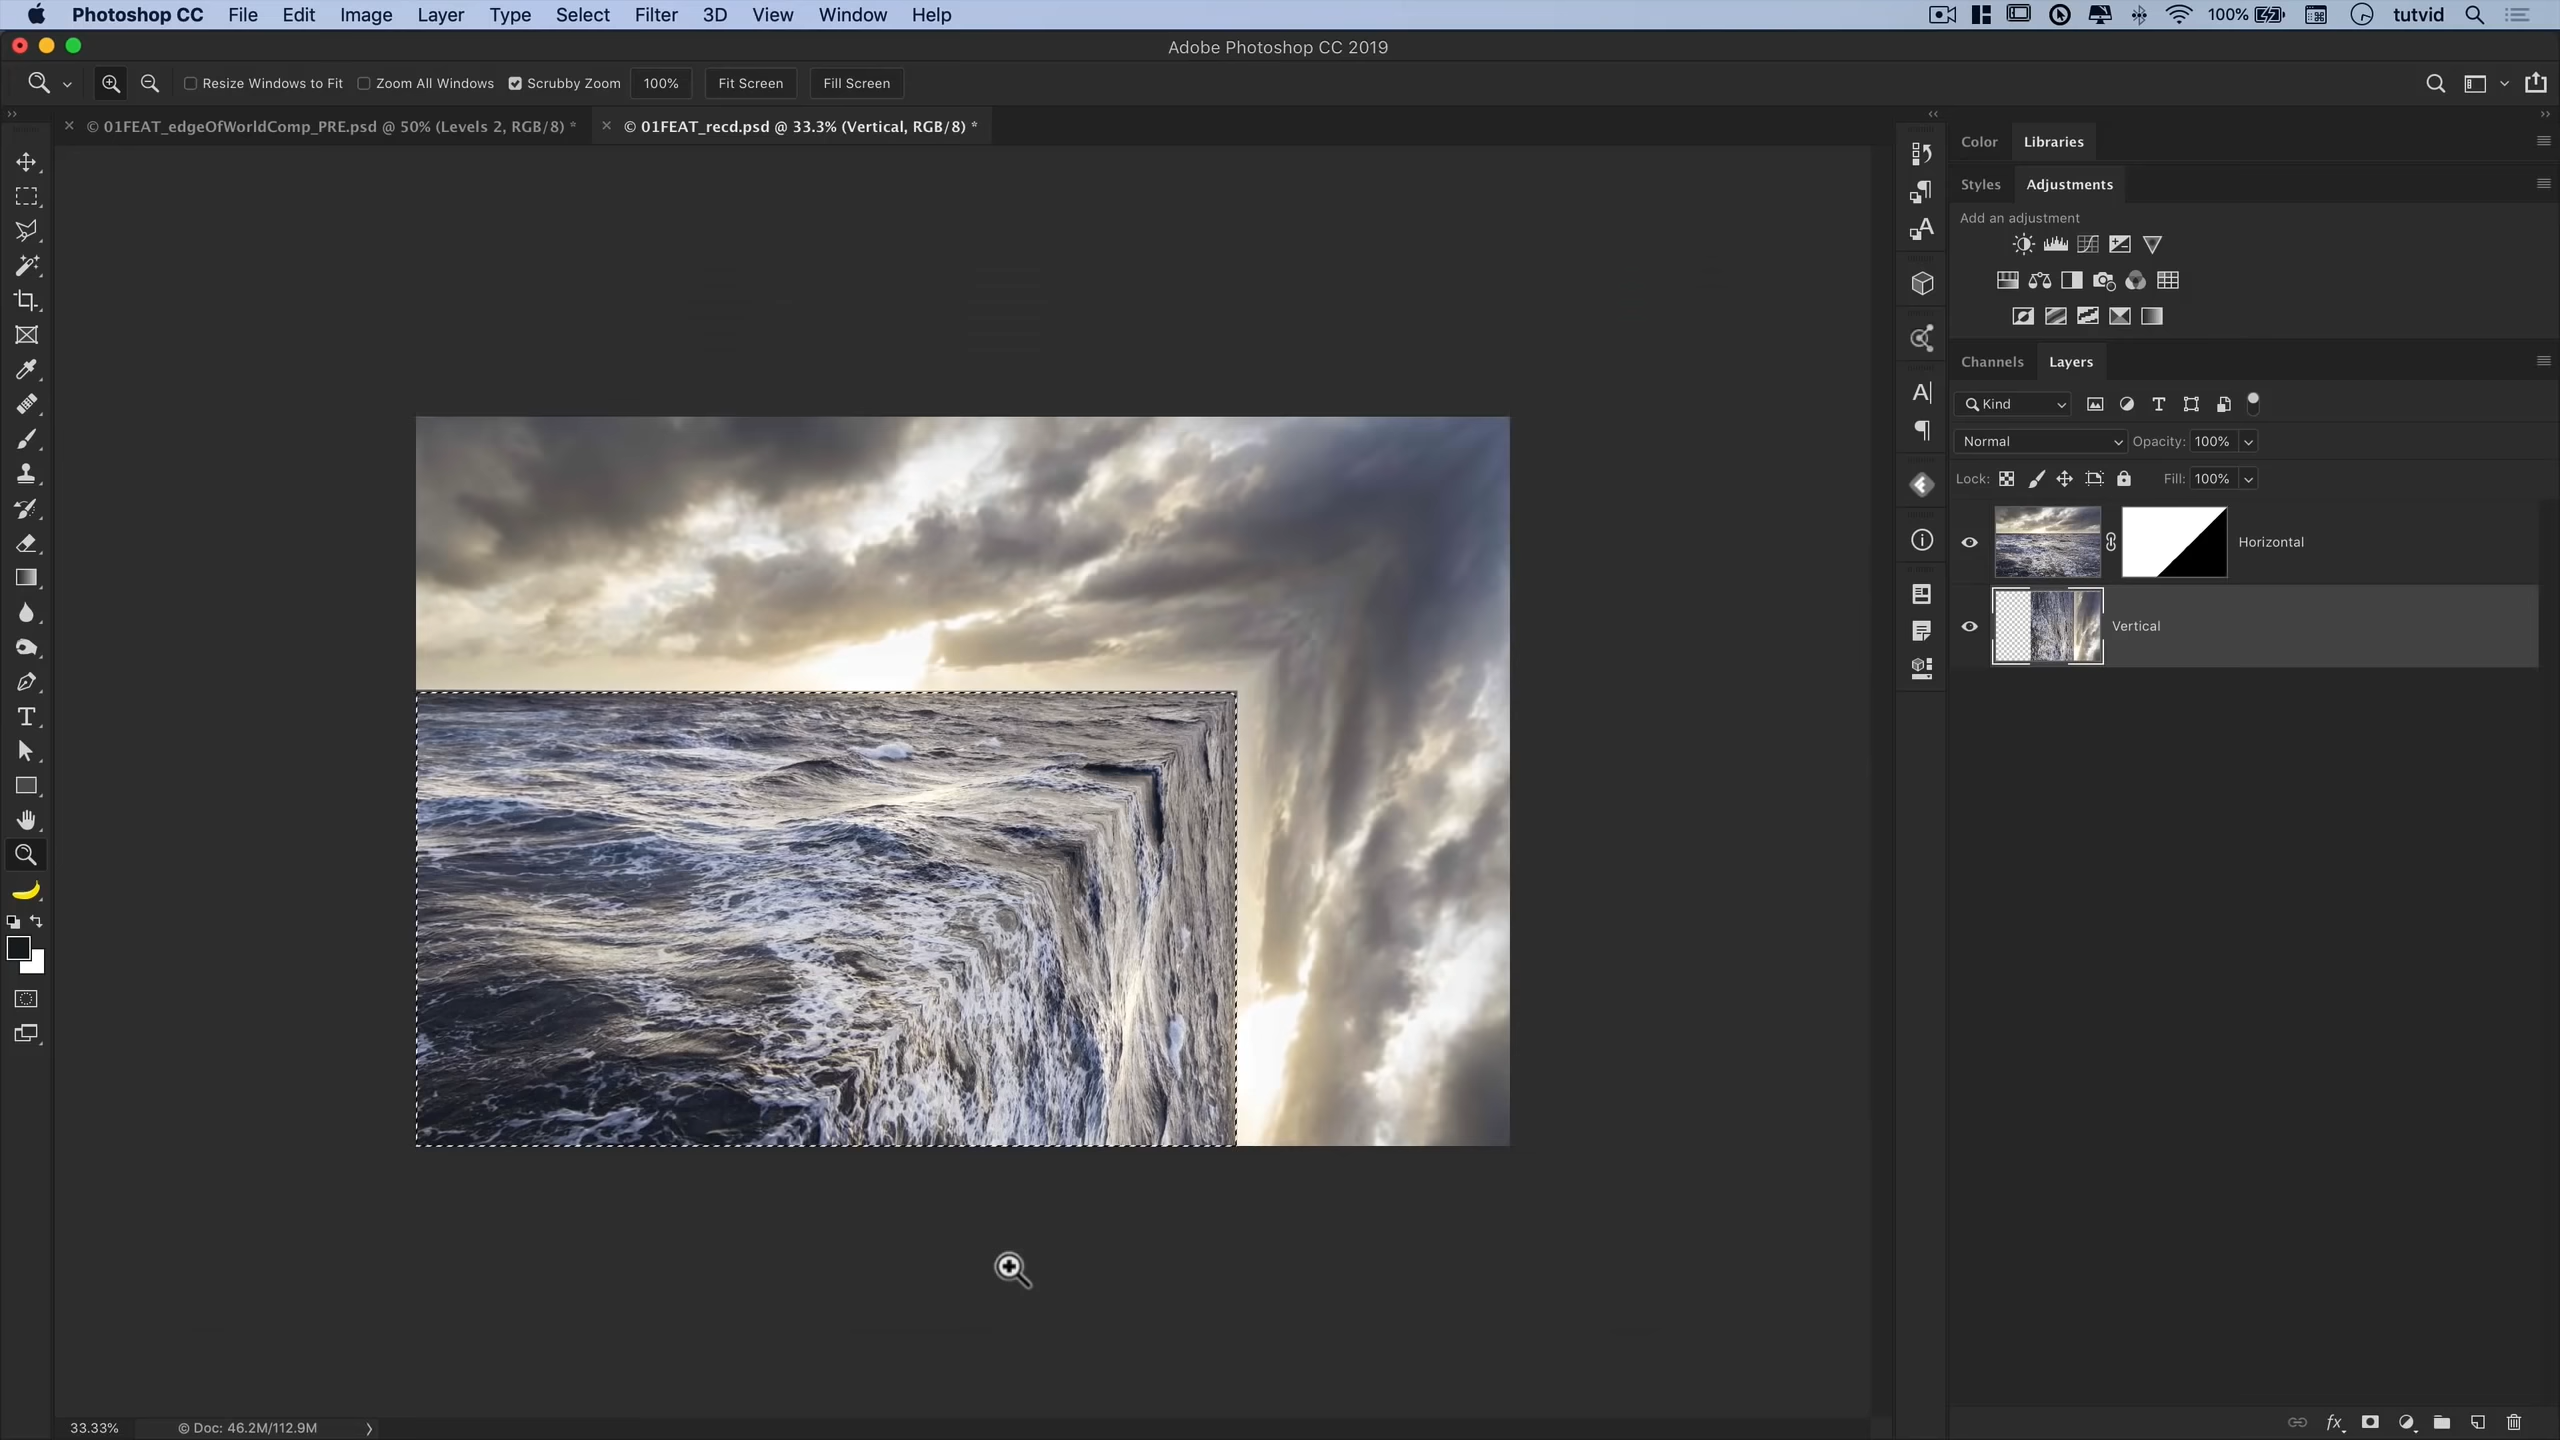 Photoshop CC File Edit Image Layer Type Select Filter 3D View Window Help 100% tutvid
Adobe Photoshop CC 2019
Resize Windows to Fit Zoom All Windows Scrubby Zoom 100% Fit Screen Fill Screen
© 01FEAT_edgeOfWorldComp_PRE.psd @ 50% (Levels 2, RGB/8) * © 01FEAT_recd.psd @ 33.3% (Vertical, RGB/8) *
Color Libraries
Styles Adjustments
Add an adjustment
Channels Layers
Kind
Normal Opacity: 100%
Lock: Fill: 100%
Horizontal
Vertical
33.33% © Doc: 46.2M/112.9M